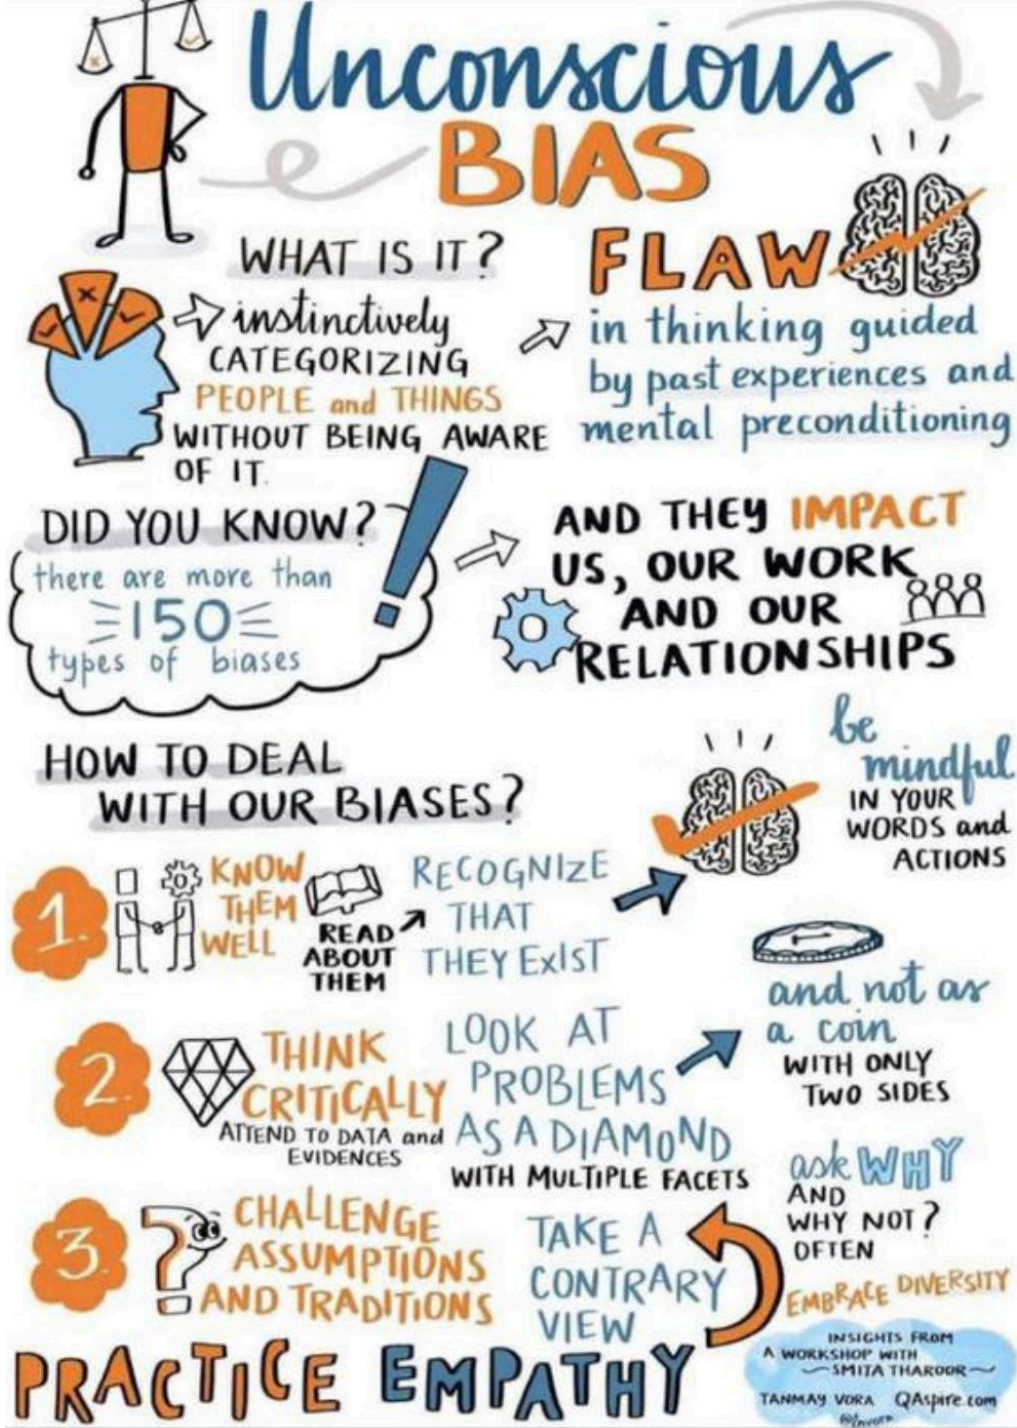 Unconscious
BIAS
WHAT IS IT?
instinctively
CATEGORIZING
PEOPLE and THINGS
WITHOUT BEING AWARE
OF IT.
FLAW
in thinking guided
by past experiences and
mental preconditioning
DID YOU KNOW?
there are more than
150
types of biases
AND THEY IMPACT
US, OUR WORK
AND OUR
RELATIONSHIPS
HOW TO DEAL
WITH OUR BIASES?
1.
KNOW
THEM
WELL
READ
ABOUT
THEM
RECOGNIZE
THAT
THEY EXIST
be
mindful
IN YOUR
WORDS and
ACTIONS
2.
THINK
CRITICALLY
ATTEND TO DATA and
EVIDENCES
LOOK AT
PROBLEMS
AS A DIAMOND
WITH MULTIPLE FACETS
and not as
a coin
WITH ONLY
TWO SIDES
3.
CHALLENGE
ASSUMPTIONS
AND TRADITIONS
TAKE A
CONTRARY
VIEW
ask WHY
AND
WHY NOT?
OFTEN
EMBRACE DIVERSITY
PRACTICE EMPATHY
INSIGHTS FROM
A WORKSHOP WITH
SMITA THAROOR
TANMAY VORA QAspire.com